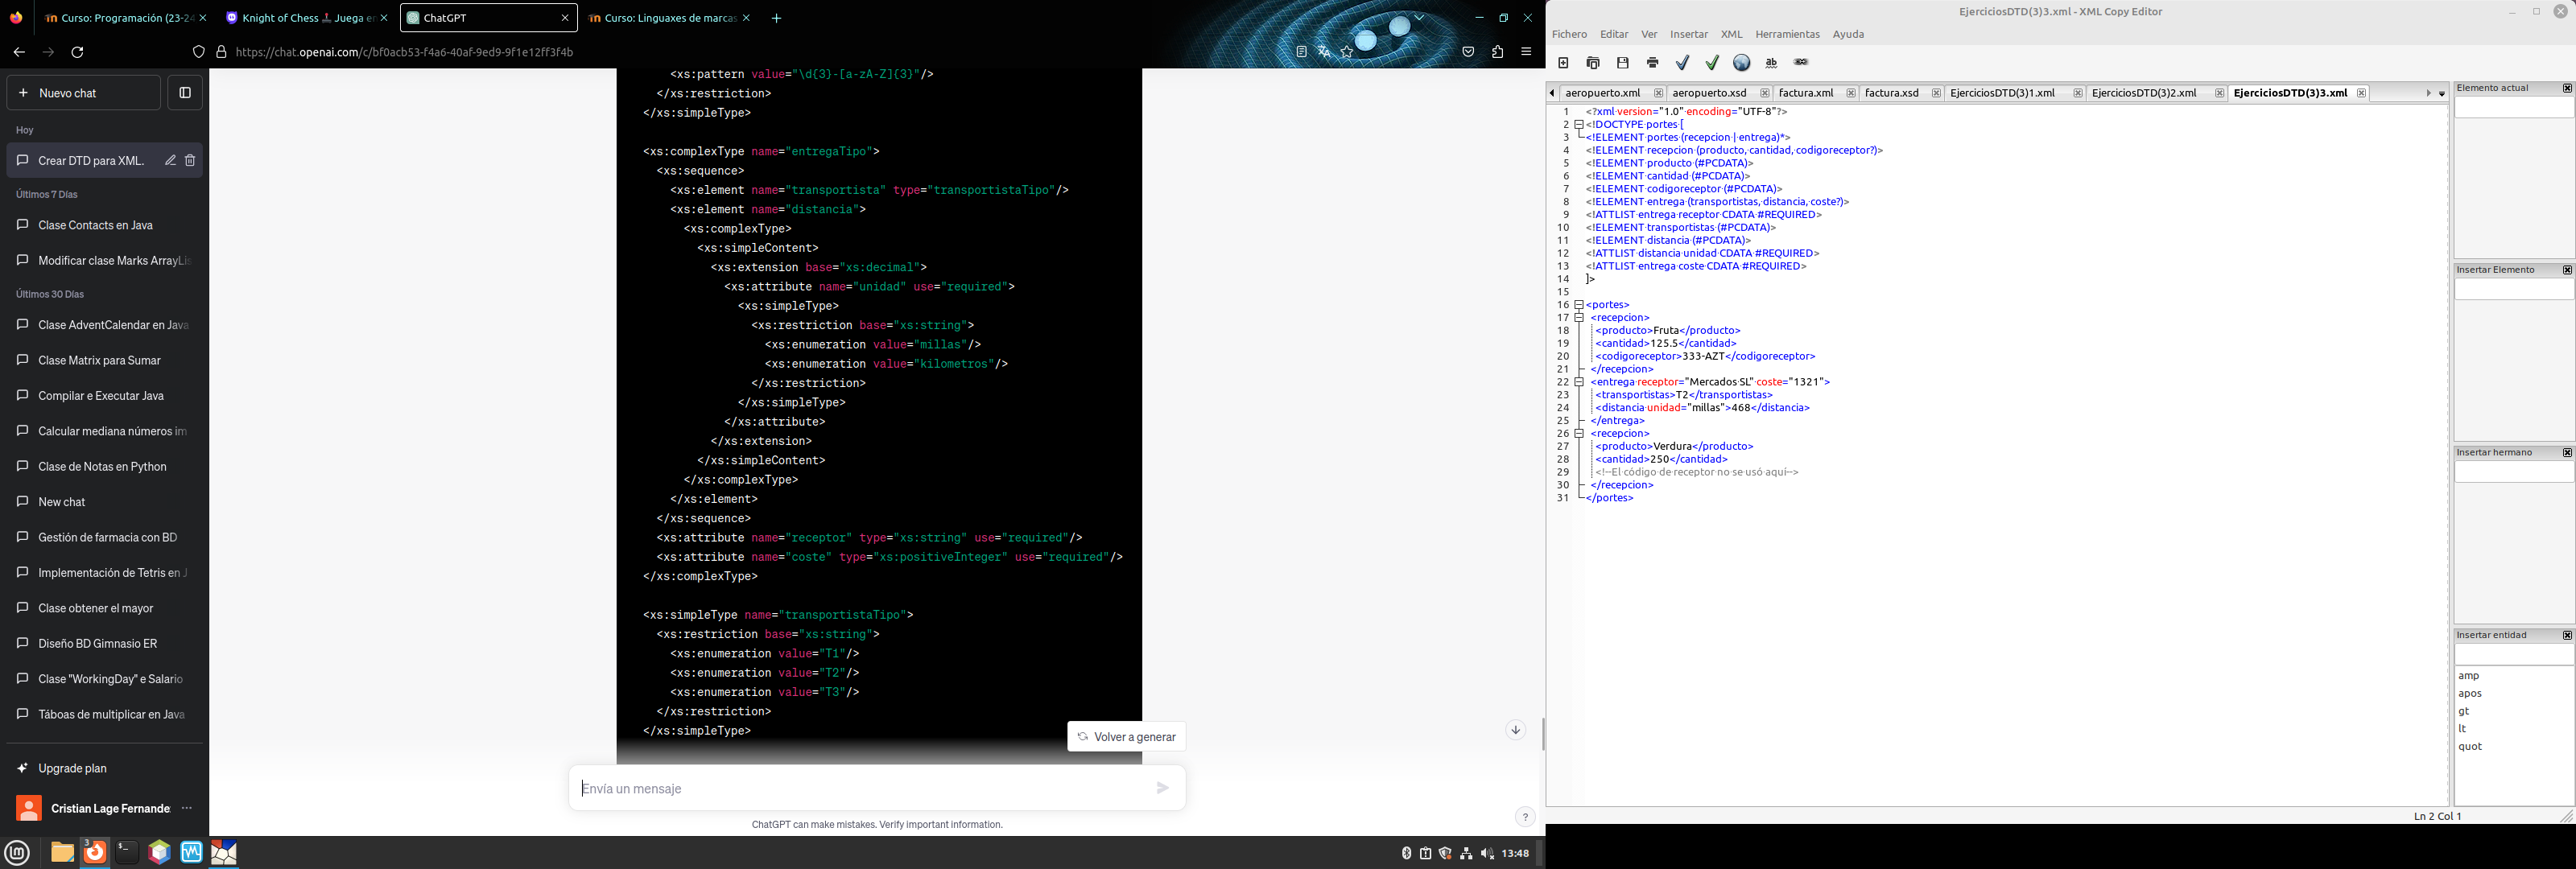 Curso: Programación (23-24
Knight of Chess
Juega en
ChatGPT
Curso: Linguaxes de marcas
https://chat.openai.com/c/bf0acb53-f4a6-40af-9ed9-9f1e12ff3f4b
Nuevo chat
Hoy
Crear DTD para XML.
Últimos 7 Días
Clase Contacts en Java
Modificar clase Marks ArrayLis
Últimos 30 Días
Clase AdventCalendar en Java
Clase Matrix para Sumar
Compilar e Executar Java
Calcular mediana números im
Clase de Notas en Python
New chat
Gestión de farmacia con BD
Implementación de Tetris en J
Clase obtener el mayor
Diseño BD Gimnasio ER
Clase "WorkingDay" e Salario
Táboas de multiplicar en Java
Upgrade plan
Cristian Lage Fernande
<xs:pattern value="\d{3}-[a-zA-Z]{3}"/>
</xs:restriction>
</xs:simpleType>
<xs:complexType name="entregaTipo">
<xs:sequence>
<xs:element name="transportista" type="transportistaTipo"/>
<xs:element name="distancia">
<xs:complexType>
<xs:simpleContent>
<xs:extension base="xs:decimal">
<xs:attribute name="unidad" use="required">
<xs:simpleType>
<xs:restriction base="xs:string">
<xs:enumeration value="millas"/>
<xs:enumeration value="kilometros"/>
</xs:restriction>
</xs:simpleType>
</xs:attribute>
</xs:extension>
</xs:simpleContent>
</xs:complexType>
</xs:element>
</xs:sequence>
<xs:attribute name="receptor" type="xs:string" use="required"/>
<xs:attribute name="coste" type="xs:positiveInteger" use="required"/>
</xs:complexType>
<xs:simpleType name="transportistaTipo">
<xs:restriction base="xs:string">
<xs:enumeration value="T1"/>
<xs:enumeration value="T2"/>
<xs:enumeration value="T3"/>
</xs:restriction>
</xs:simpleType>
Volver a generar
Envía un mensaje
ChatGPT can make mistakes. Verify important information.
?
3
13:48
EjerciciosDTD(3)3.xml - XML Copy Editor
Fichero Editar Ver Insertar XML Herramientas Ayuda
aeropuerto.xml aeropuerto.xsd factura.xml factura.xsd EjerciciosDTD(3)1.xml EjerciciosDTD(3)2.xml EjerciciosDTD(3)3.xml
1 <?xml version="1.0" encoding="UTF-8"?>
2 <!DOCTYPE portes [
3 <!ELEMENT portes (recepcion | entrega)*>
4 <!ELEMENT recepcion (producto, cantidad, codigoreceptor?)>
5 <!ELEMENT producto (#PCDATA)>
6 <!ELEMENT cantidad (#PCDATA)>
7 <!ELEMENT codigoreceptor (#PCDATA)>
8 <!ELEMENT entrega (transportistas, distancia, coste?)>
9 <!ATTLIST entrega receptor CDATA #REQUIRED>
10 <!ELEMENT transportistas (#PCDATA)>
11 <!ELEMENT distancia (#PCDATA)>
12 <!ATTLIST distancia unidad CDATA #REQUIRED>
13 <!ATTLIST entrega coste CDATA #REQUIRED>
14 ]>
15
16 <portes>
17 <recepcion>
18 <producto>Fruta</producto>
19 <cantidad>125.5</cantidad>
20 <codigoreceptor>333-AZT</codigoreceptor>
21 </recepcion>
22 <entrega receptor="Mercados SL" coste="1321">
23 <transportistas>T2</transportistas>
24 <distancia unidad="millas">468</distancia>
25 </entrega>
26 <recepcion>
27 <producto>Verdura</producto>
28 <cantidad>250</cantidad>
29 <!--El código de receptor no se usó aquí-->
30 </recepcion>
31 </portes>
Elemento actual
Insertar Elemento
Insertar hermano
Insertar entidad
amp
apos
gt
lt
quot
Ln 2 Col 1